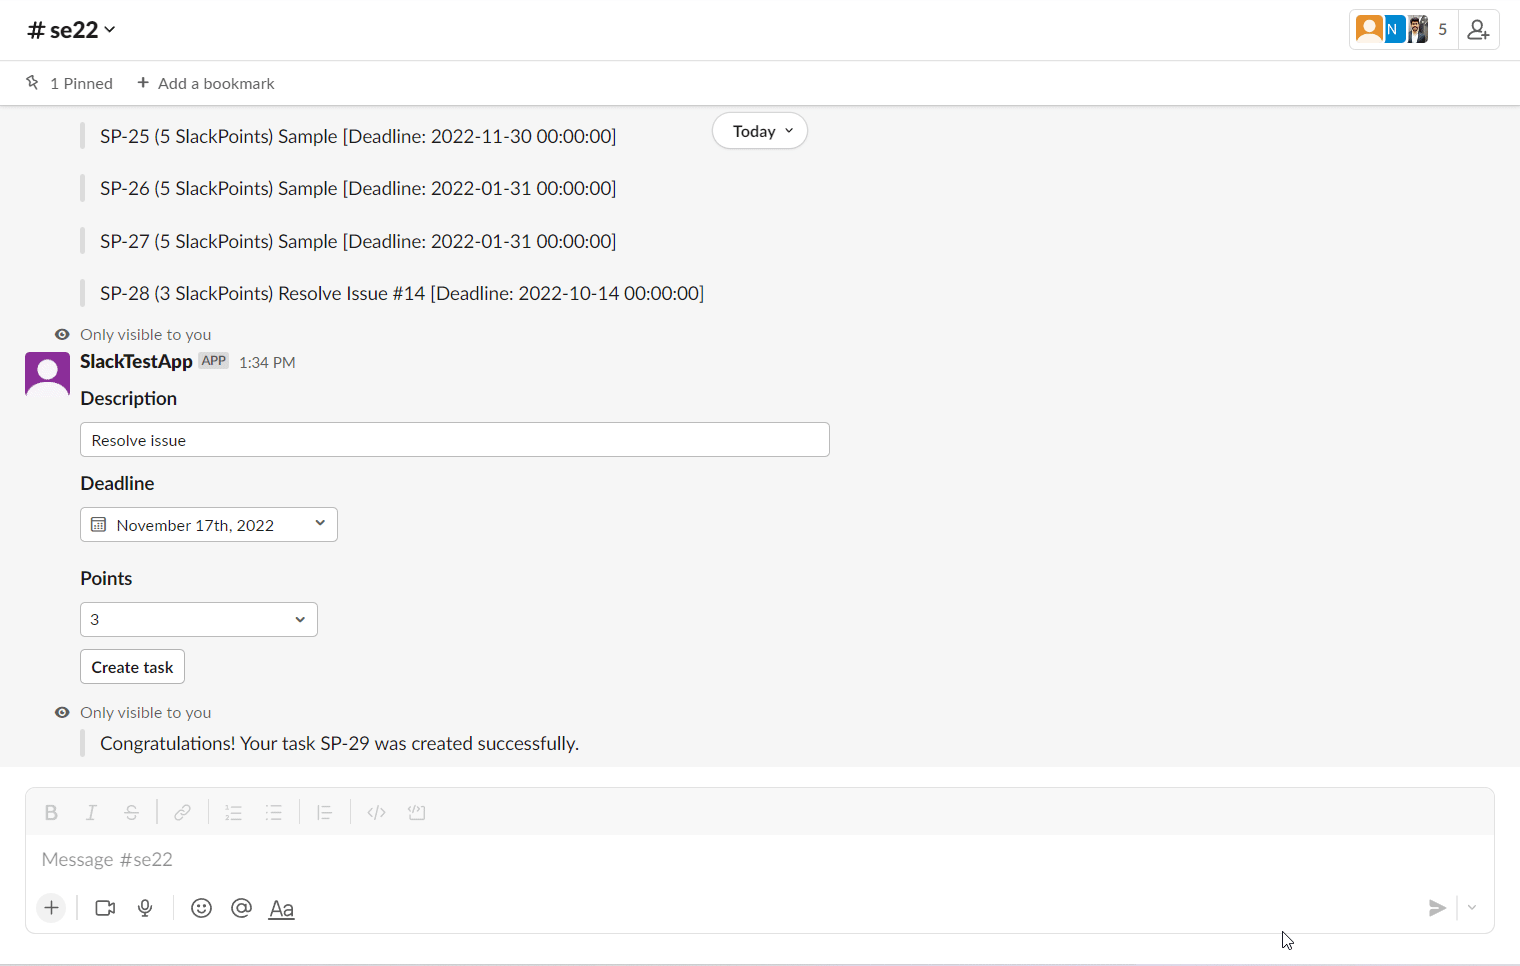 # se22
N
5
1 Pinned
+ Add a bookmark
Today
SP-25 (5 SlackPoints) Sample [Deadline: 2022-11-30 00:00:00]
SP-26 (5 SlackPoints) Sample [Deadline: 2022-01-31 00:00:00]
SP-27 (5 SlackPoints) Sample [Deadline: 2022-01-31 00:00:00]
SP-28 (3 SlackPoints) Resolve Issue #14 [Deadline: 2022-10-14 00:00:00]
Only visible to you
SlackTestApp APP 1:34 PM
Description
Resolve issue
Deadline
November 17th, 2022
Points
3
Create task
Only visible to you
Congratulations! Your task SP-29 was created successfully.
B I S
Message #se22
Aa